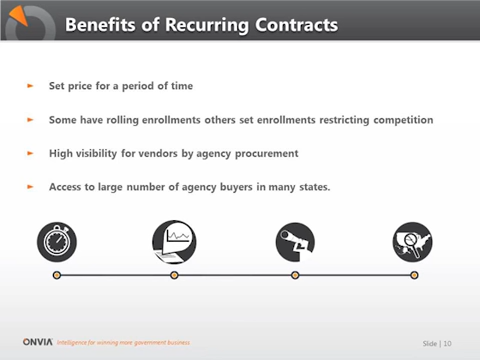 Benefits of Recurring Contracts
Set price for a period of time
Some have rolling enrollments others set enrollments restricting competition
High visibility for vendors by agency procurement
Access to large number of agency buyers in many states.
ONVIA Intelligence for winning more government business
Slide | 10